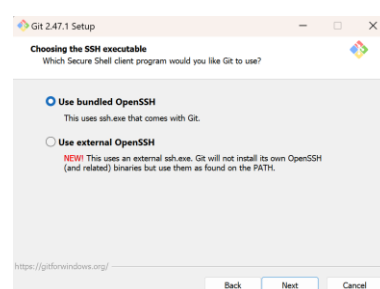 Git 2.47.1 Setup
Choosing the SSH executable
Which Secure Shell client program would you like Git to use?
Use bundled OpenSSH
This uses ssh.exe that comes with Git.
Use external OpenSSH
NEW! This uses an external ssh.exe. Git will not install its own OpenSSH
(and related) binaries but use them as found on the PATH.
https://gitforwindows.org/
Back Next Cancel